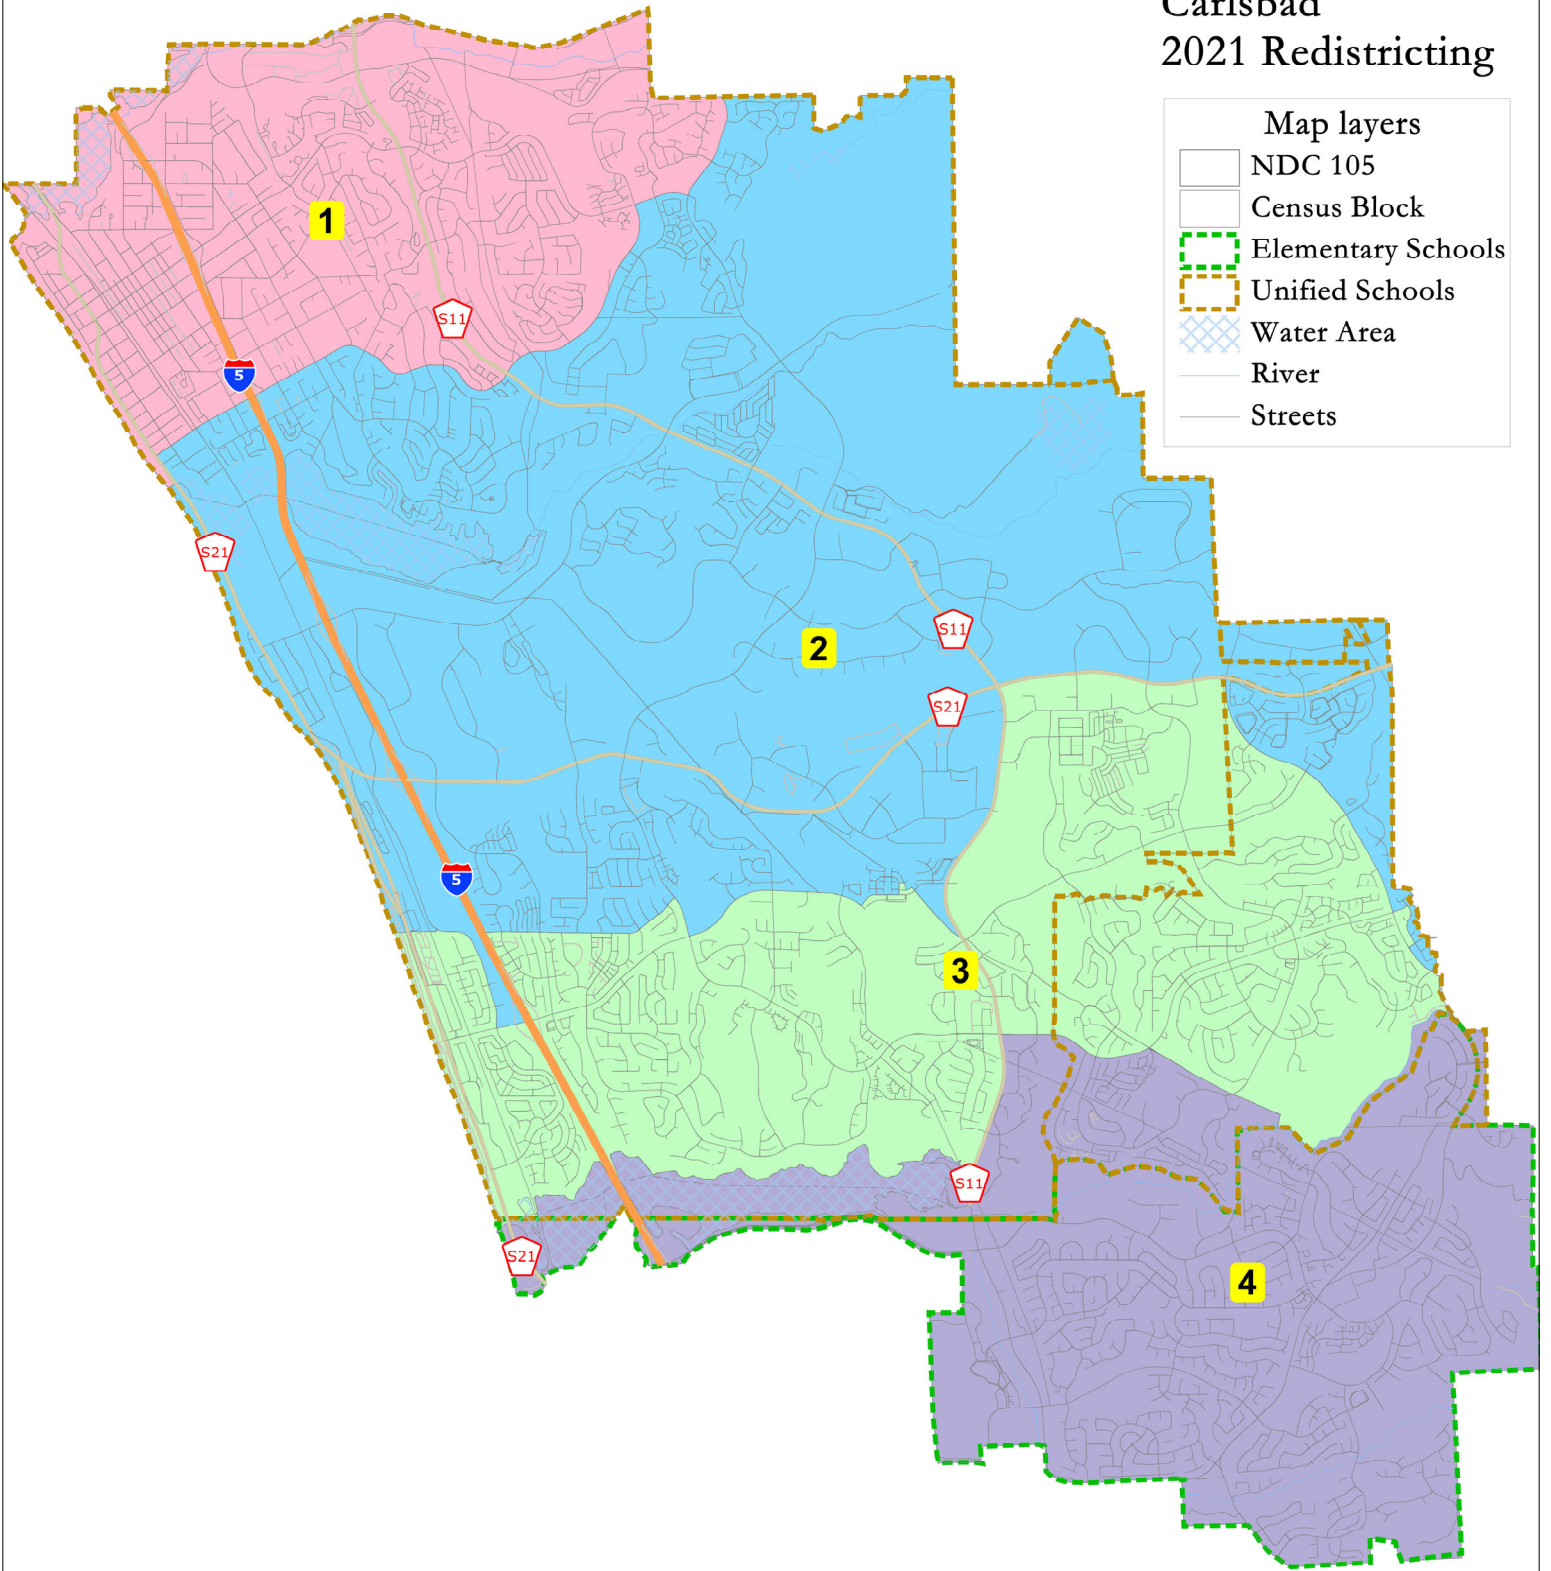 Carlsbad
2021 Redistricting
Map layers
NDC 105
Census Block
Elementary Schools
Unified Schools
Water Area
River
Streets
1
S11
5
S21
S11
2
S21
5
3
S11
S21
4